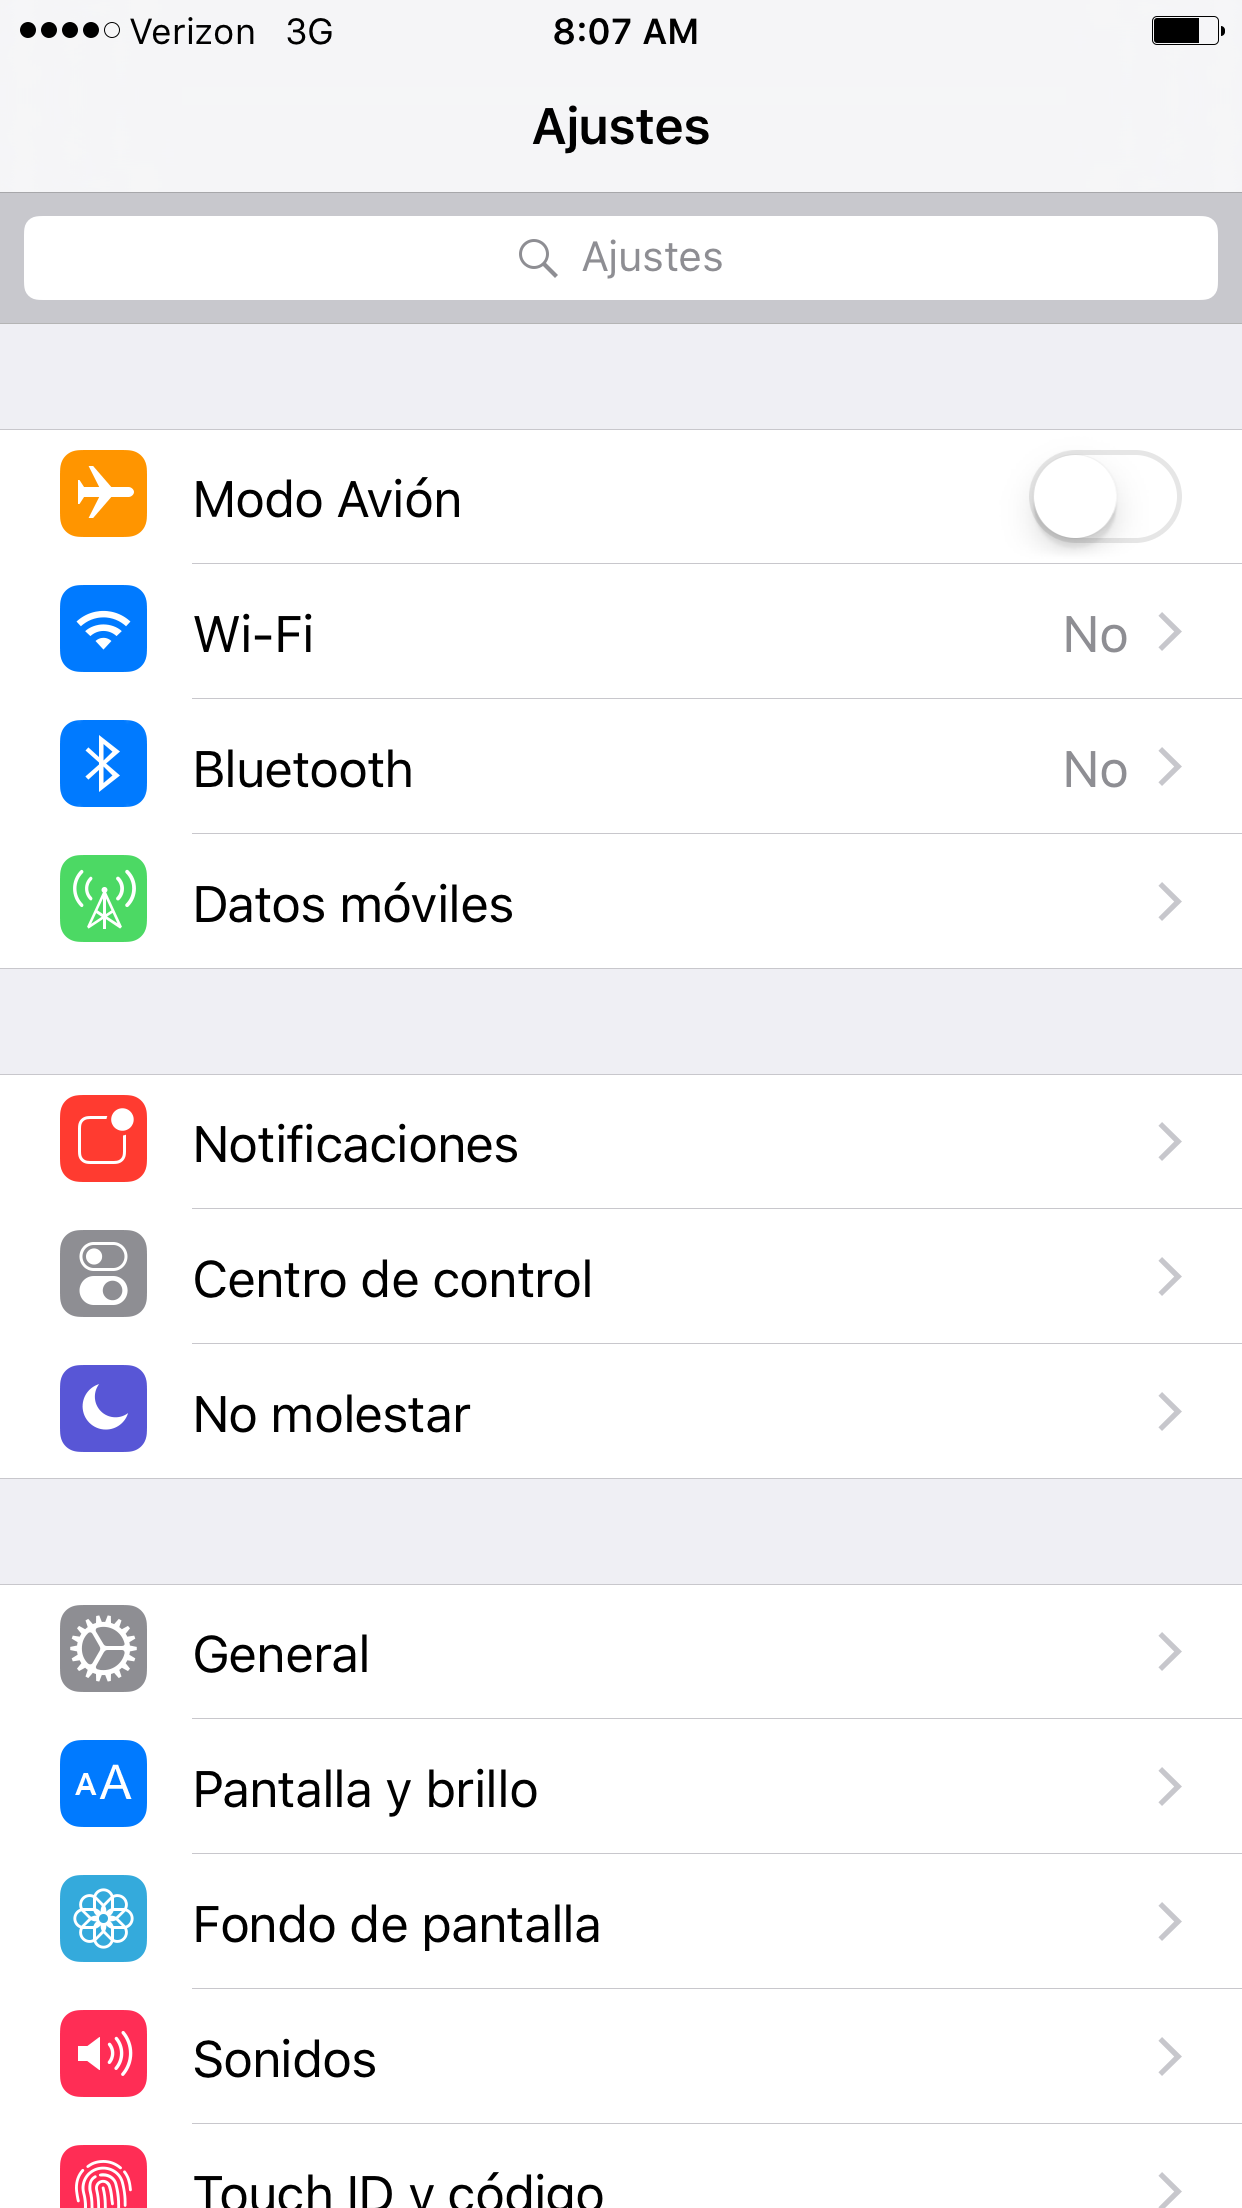 Verizon 3G 8:07 AM
Ajustes
Ajustes
Modo Avión
Wi-Fi No
Bluetooth No
Datos móviles
Notificaciones
Centro de control
No molestar
General
AA Pantalla y brillo
Fondo de pantalla
Sonidos
Touch ID y código